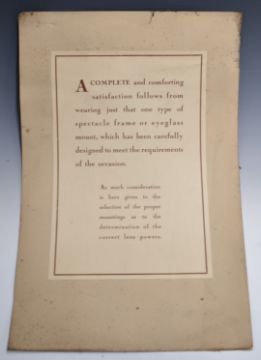 A COMPLETE and comforting
satisfaction follows from
wearing just that one type of
spectacle frame or eyeglass
mount, which has been carefully
designed to meet the requirements
of the occasion.
As much consideration
is here given to the
selection of the proper
mountings as to the
determination of the
correct lens powers.